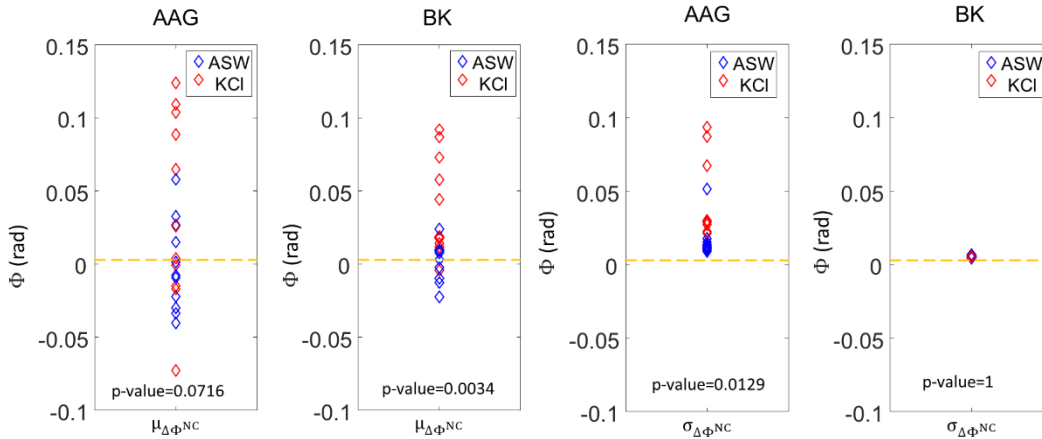 AAG
0.15
0.1
0.05
0
-0.05
-0.1
Φ (rad)
ASW
KCl
p-value=0.0716
μΔΦᴺᶜ
BK
0.15
0.1
0.05
0
-0.05
-0.1
Φ (rad)
ASW
KCl
p-value=0.0034
μΔΦᴺᶜ
AAG
0.15
0.1
0.05
0
-0.05
-0.1
Φ (rad)
ASW
KCl
p-value=0.0129
σΔΦᴺᶜ
BK
0.15
0.1
0.05
0
-0.05
-0.1
Φ (rad)
ASW
KCl
p-value=1
σΔΦᴺᶜ